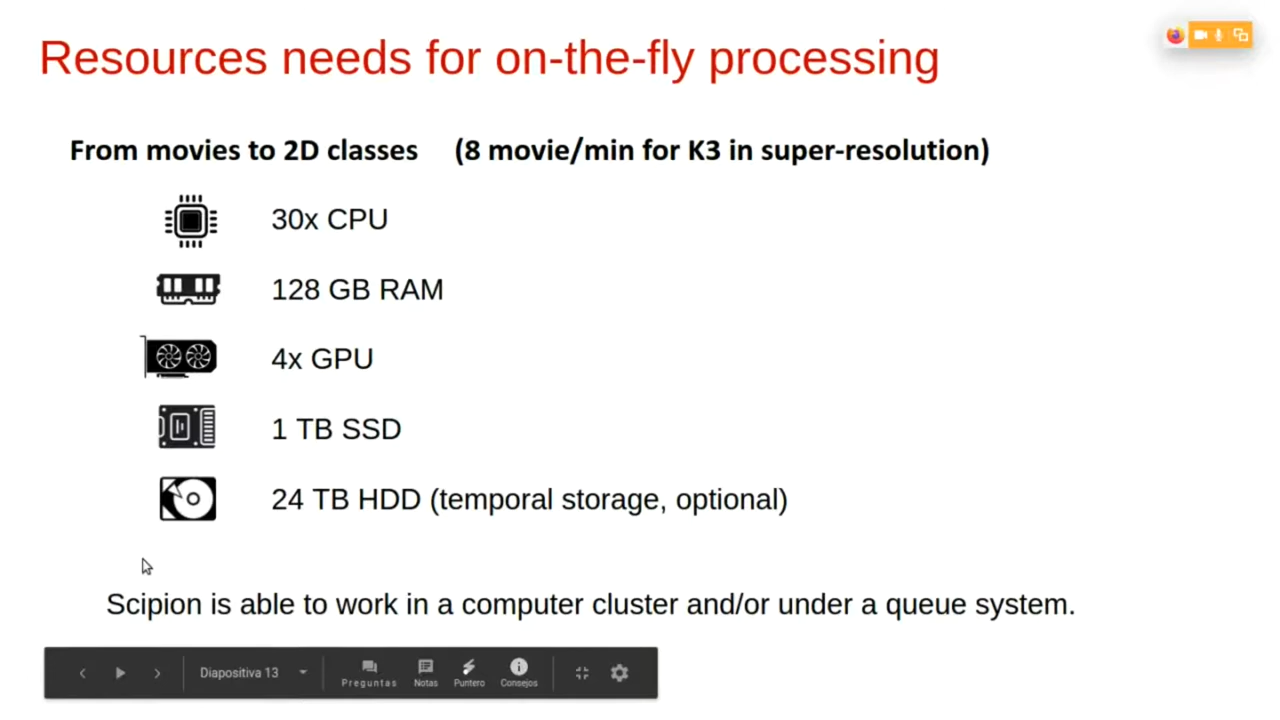 Resources needs for on-the-fly processing
From movies to 2D classes (8 movie/min for K3 in super-resolution)
30x CPU
128 GB RAM
4x GPU
1 TB SSD
24 TB HDD (temporal storage, optional)
Scipion is able to work in a computer cluster and/or under a queue system.
Diapositiva 13
Preguntas Notas Puntero Consejos